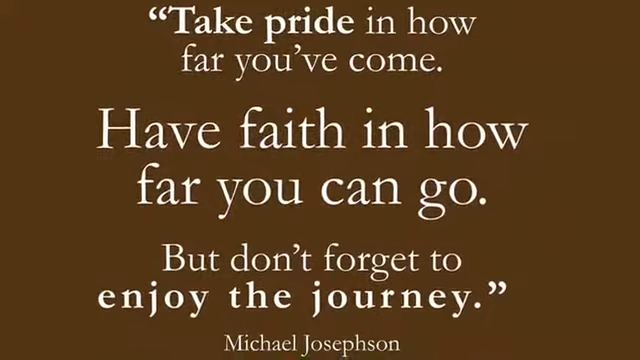 “Take pride in how
far you’ve come.
Have faith in how
far you can go.
But don’t forget to
enjoy the journey.”
Michael Josephson